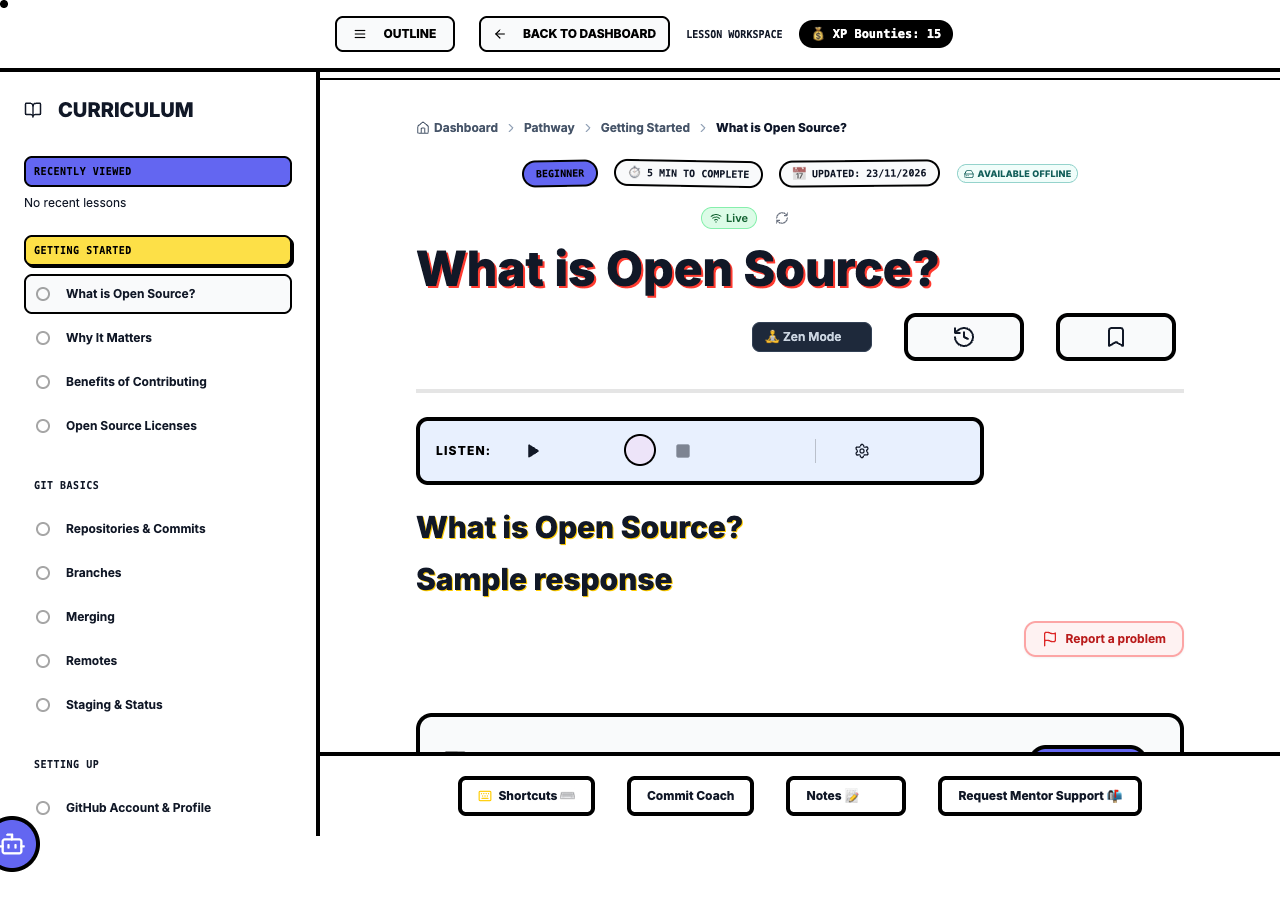 OUTLINE
BACK TO DASHBOARD
LESSON WORKSPACE
💰 XP Bounties: 15
CURRICULUM
RECENTLY VIEWED
No recent lessons
GETTING STARTED
What is Open Source?
Why It Matters
Benefits of Contributing
Open Source Licenses
GIT BASICS
Repositories & Commits
Branches
Merging
Remotes
Staging & Status
SETTING UP
GitHub Account & Profile
Dashboard > Pathway > Getting Started > What is Open Source?
BEGINNER
⏱️ 5 MIN TO COMPLETE
📅 UPDATED: 23/11/2026
AVAILABLE OFFLINE
Live
What is Open Source?
🧘 Zen Mode
LISTEN:
What is Open Source?
Sample response
Report a problem
Shortcuts ⌨️
Commit Coach
Notes 📝
Request Mentor Support 📬